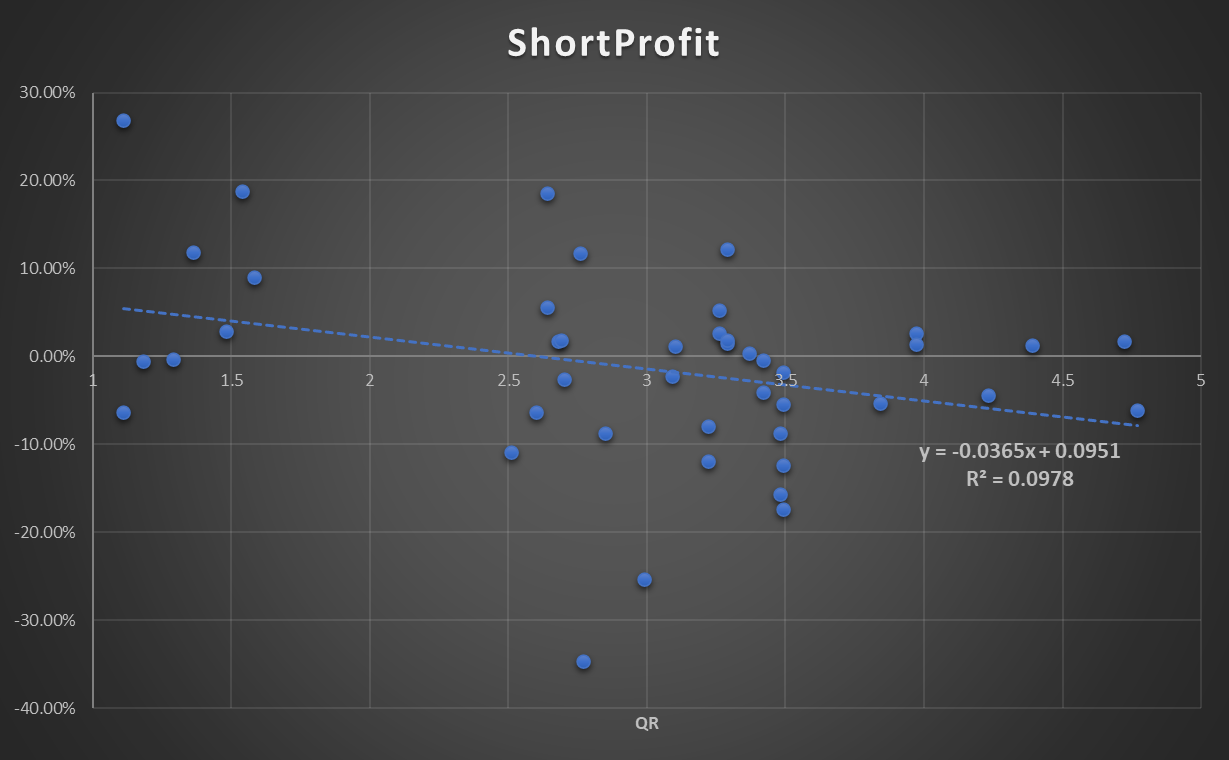 ShortProfit
30.00%
20.00%
10.00%
0.00%
1 1.5 2 2.5 3 3.5 4 4.5 5
-10.00%
y = -0.0365x + 0.0951
R² = 0.0978
-20.00%
-30.00%
-40.00%
QR